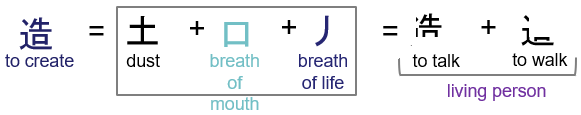 造 = 土 + 口 + 丿 = 告 + 辶
to create dust breath of mouth breath of life to talk to walk
living person